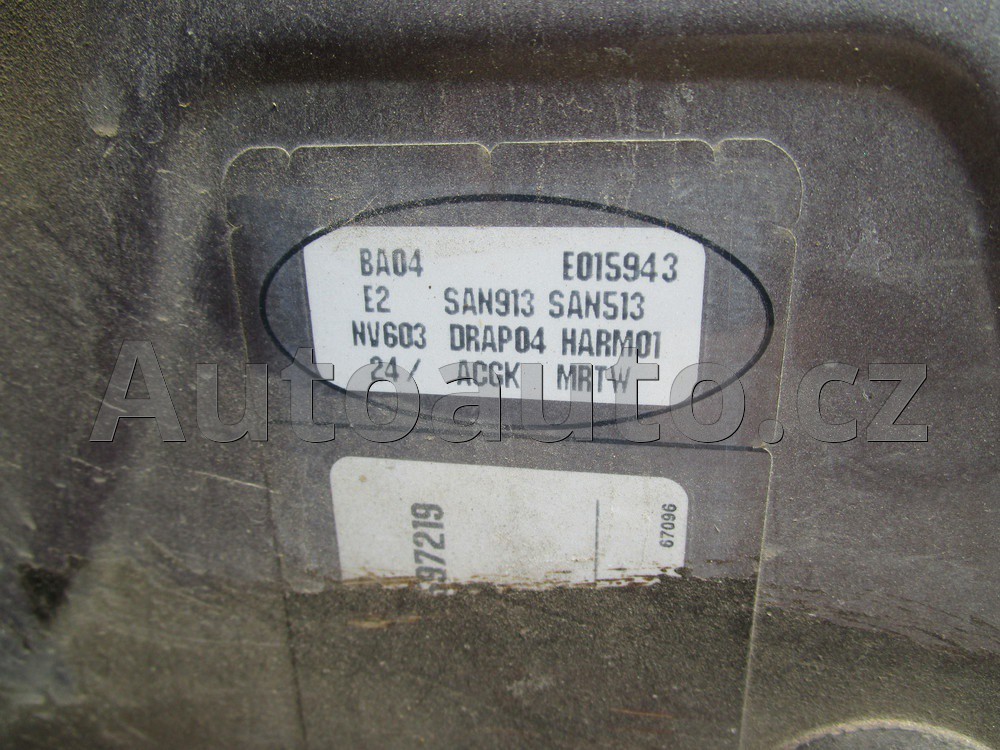 BA04 E015943
E2 SAN913 SAN513
NV603 DRAP04 HARM01
24/ ACGK MRTW
Autoauto.cz
97219
67096